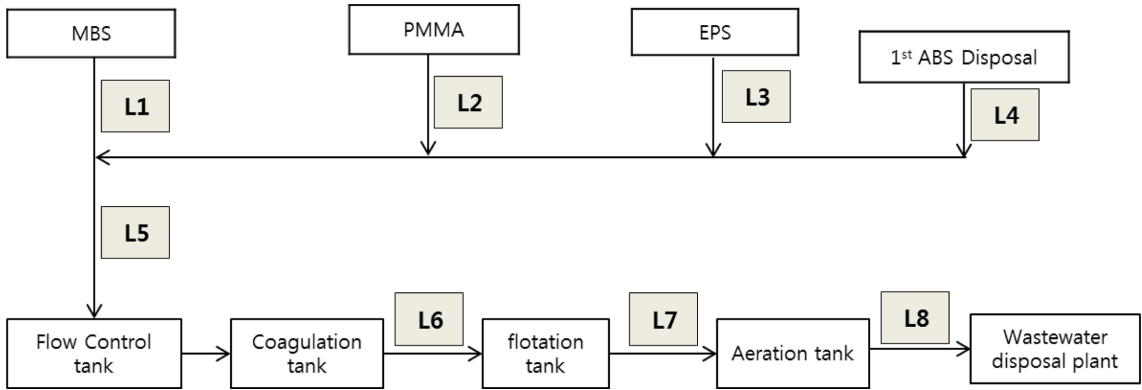 MBS
PMMA
EPS
1st ABS Disposal
L1
L2
L3
L4
L5
L6
L7
L8
Flow Control
tank
Coagulation
tank
flotation
tank
Aeration tank
Wastewater
disposal plant